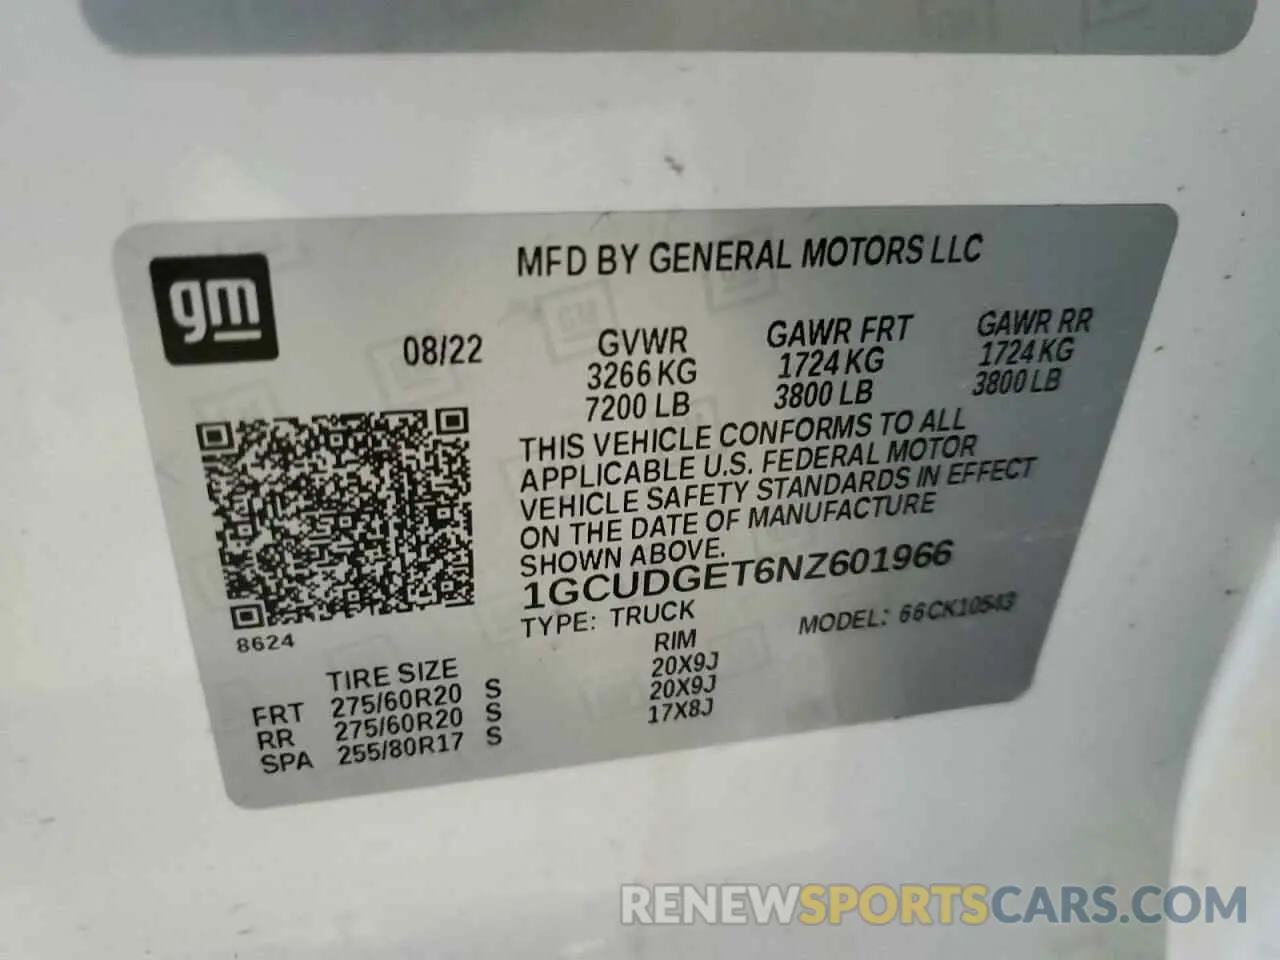 gm
MFD BY GENERAL MOTORS LLC
08/22
GVWR GAWR FRT GAWR RR
3266 KG 1724 KG 1724 KG
7200 LB 3800 LB 3800 LB
THIS VEHICLE CONFORMS TO ALL
APPLICABLE U.S. FEDERAL MOTOR
VEHICLE SAFETY STANDARDS IN EFFECT
ON THE DATE OF MANUFACTURE
SHOWN ABOVE.
1GCUDGET6NZ601966
TYPE: TRUCK MODEL: 66CK10543
8624
TIRE SIZE RIM
FRT 275/60R20 S 20X9J
RR 275/60R20 S 20X9J
SPA 255/80R17 S 17X8J
RENEWSPORTSCARS.COM